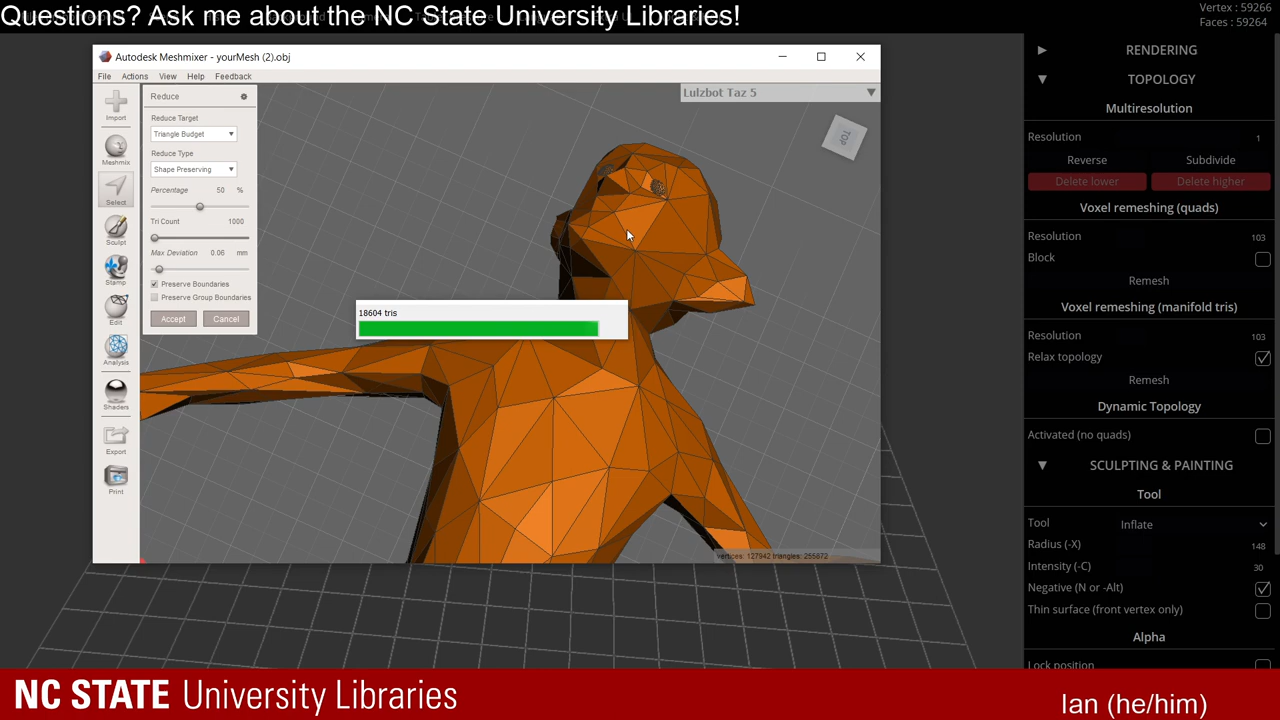 Questions? Ask me about the NC State University Libraries!
Vertex : 59266
Faces : 59264
Autodesk Meshmixer - yourMesh (2).obj
File Actions View Help Feedback
Import
Meshmix
Select
Sculpt
Stamp
Edit
Analysis
Shaders
Export
Print
Reduce
Reduce Target
Triangle Budget
Reduce Type
Shape Preserving
Percentage 50 %
Tri Count 1000
Max Deviation 0.06 mm
Preserve Boundaries
Preserve Group Boundaries
Accept Cancel
Lulzbot Taz 5
TOP
18604 tris
vertices: 127942 triangles: 255872
RENDERING
TOPOLOGY
Multiresolution
Resolution 1
Reverse Subdivide
Delete lower Delete higher
Voxel remeshing (quads)
Resolution 103
Block
Remesh
Voxel remeshing (manifold tris)
Resolution 103
Relax topology
Remesh
Dynamic Topology
Activated (no quads)
SCULPTING & PAINTING
Tool
Tool Inflate
Radius (-X) 148
Intensity (-C) 30
Negative (N or -Alt)
Thin surface (front vertex only)
Alpha
Lock position
NC STATE University Libraries
Ian (he/him)